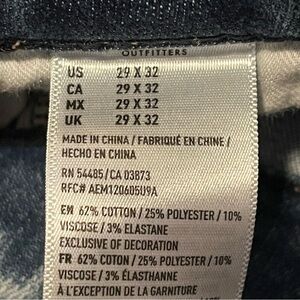 OUTFITTERS
US 29 X 32
CA 29 X 32
MX 29 X 32
UK 29 X 32
MADE IN CHINA / FABRIQUÉ EN CHINE /
HECHO EN CHINA
RN 54485/CA 03873
RFC# AEM120605U9A
EN 62% COTTON / 25% POLYESTER / 10%
VISCOSE / 3% ELASTANE
EXCLUSIVE OF DECORATION
FR 62% COTON / 25% POLYESTER / 10%
VISCOSE / 3% ÉLASTHANNE
À L'EXCEPTION DE LA GARNITURE